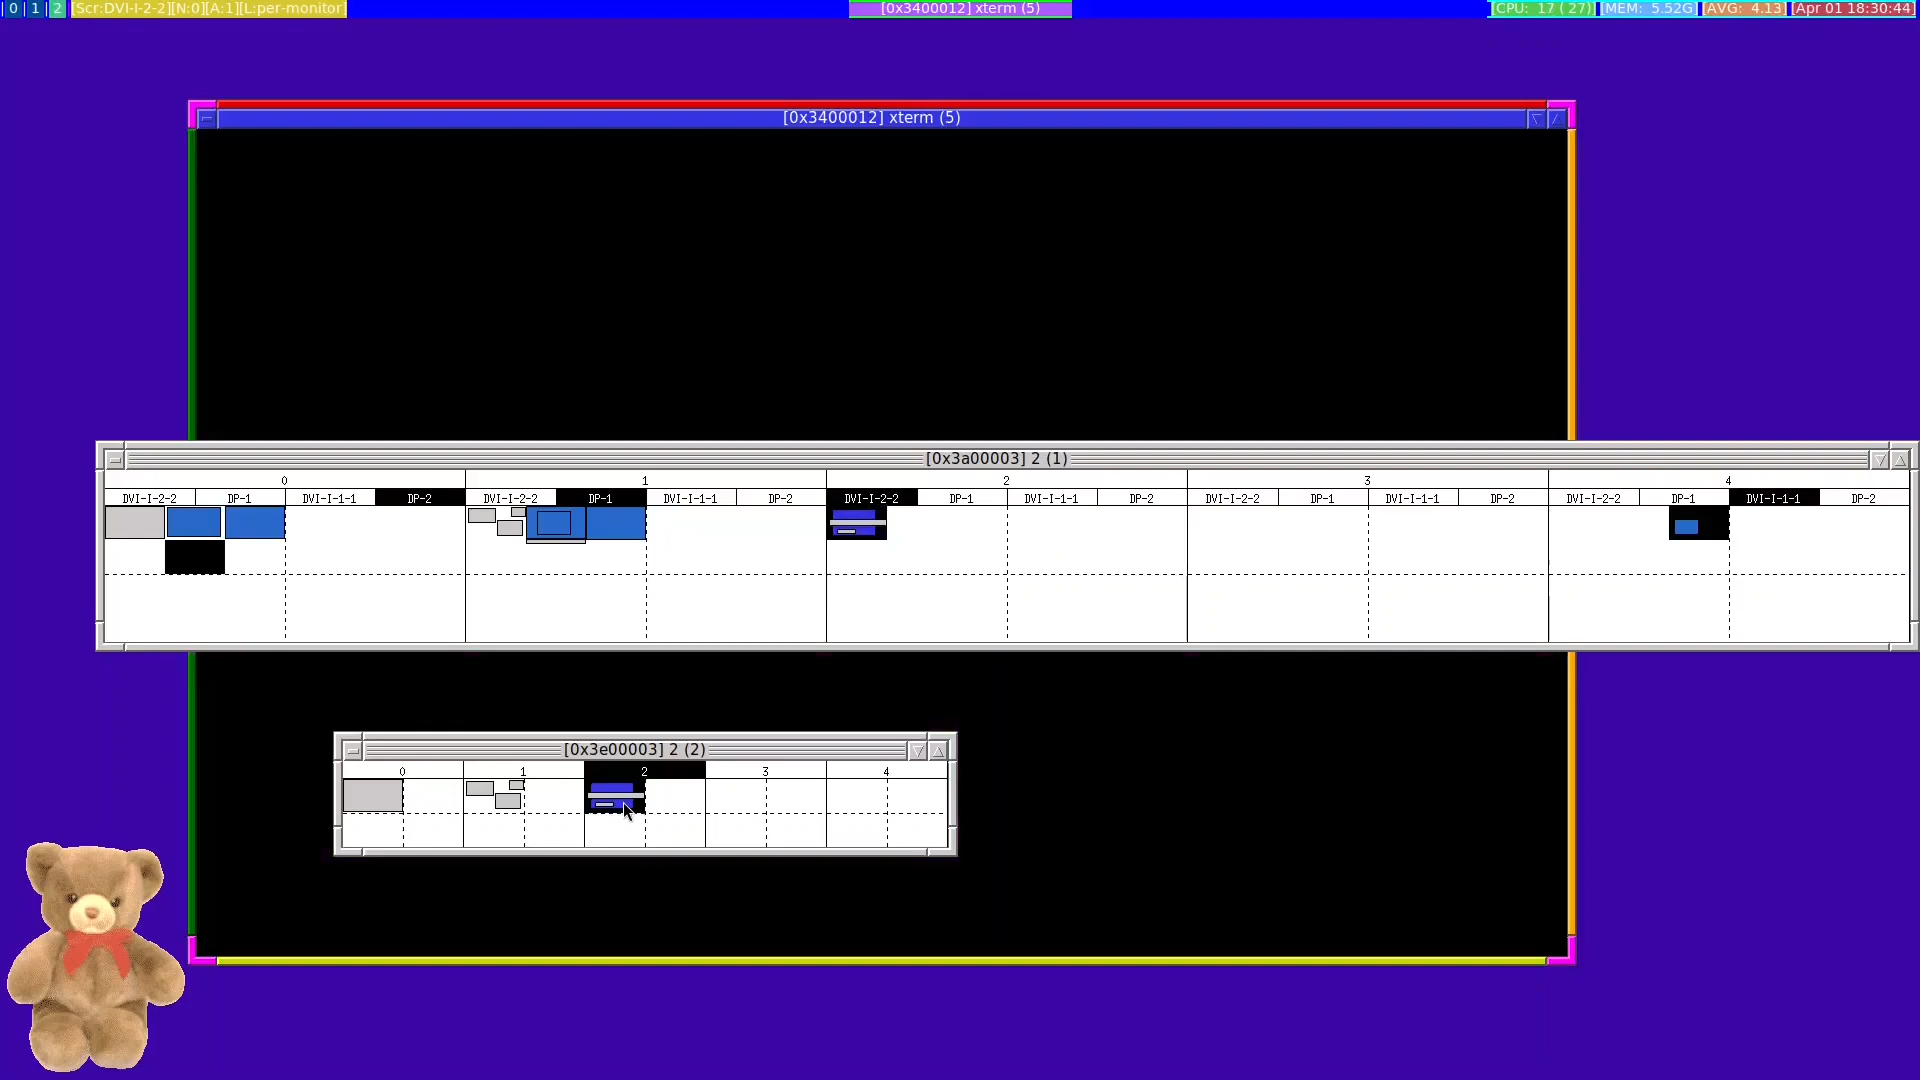 0 1 2 [Scr:DVI-I-2-2][N:0][A:1][L:per-monitor] [0x3400012] xterm (5) [CPU: 17 ( 27)] [MEM: 5.52G] [AVG: 4.13] [Apr 01 18:30:44]
[0x3400012] xterm (5)
[0x3a00003] 2 (1)
0 1 2 3 4
DVI-I-2-2 DP-1 DVI-I-1-1 DP-2 DVI-I-2-2 DP-1 DVI-I-1-1 DP-2 DVI-I-2-2 DP-1 DVI-I-1-1 DP-2 DVI-I-2-2 DP-1 DVI-I-1-1 DP-2 DVI-I-2-2 DP-1 DVI-I-1-1 DP-2
[0x3e00003] 2 (2)
0 1 2 3 4